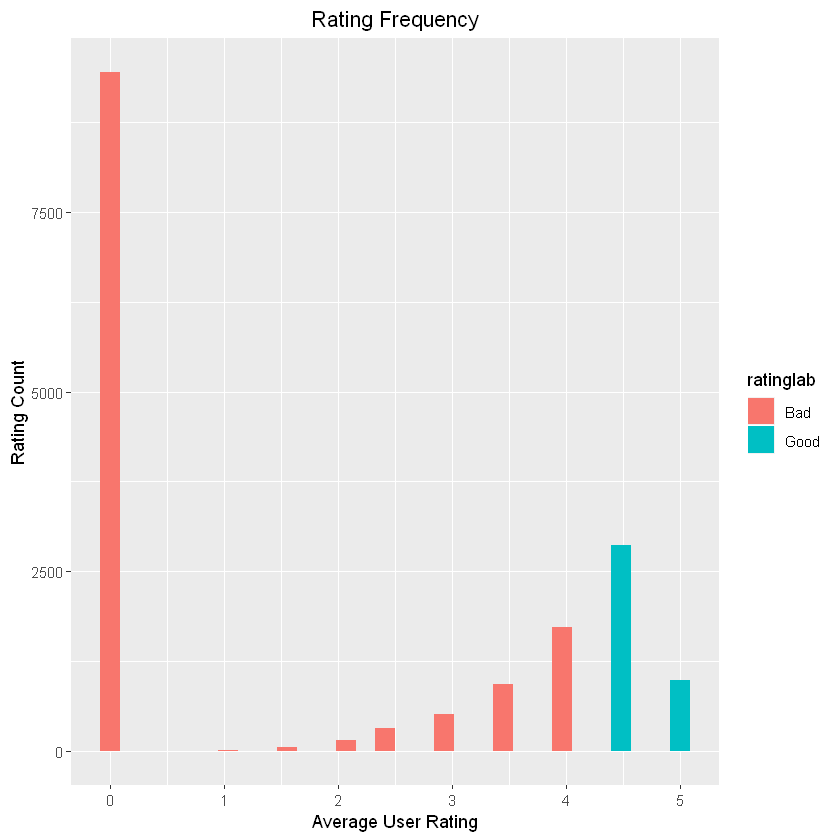 Rating Frequency
Rating Count
7500
5000
2500
0
0 1 2 3 4 5
Average User Rating
ratinglab
Bad
Good